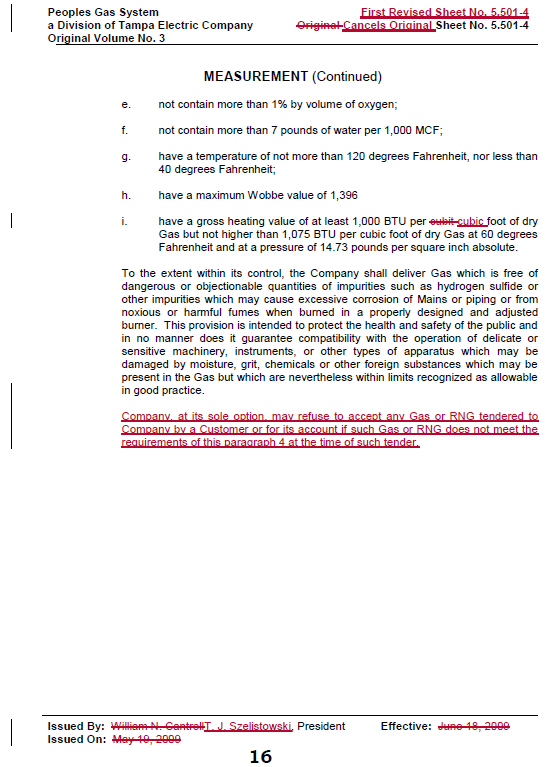 Peoples Gas System First Revised Sheet No. 5.501-4
a Division of Tampa Electric Company Original Cancels Original Sheet No. 5.501-4
Original Volume No. 3
MEASUREMENT (Continued)
e. not contain more than 1% by volume of oxygen;
f. not contain more than 7 pounds of water per 1,000 MCF;
g. have a temperature of not more than 120 degrees Fahrenheit, nor less than
40 degrees Fahrenheit;
h. have a maximum Wobbe value of 1,396
i. have a gross heating value of at least 1,000 BTU per cubit cubic foot of dry
Gas but not higher than 1,075 BTU per cubic foot of dry Gas at 60 degrees
Fahrenheit and at a pressure of 14.73 pounds per square inch absolute.
To the extent within its control, the Company shall deliver Gas which is free of
dangerous or objectionable quantities of impurities such as hydrogen sulfide or
other impurities which may cause excessive corrosion of Mains or piping or from
noxious or harmful fumes when burned in a properly designed and adjusted
burner. This provision is intended to protect the health and safety of the public and
in no manner does it guarantee compatibility with the operation of delicate or
sensitive machinery, instruments, or other types of apparatus which may be
damaged by moisture, grit, chemicals or other foreign substances which may be
present in the Gas but which are nevertheless within limits recognized as allowable
in good practice.
Company, at its sole option, may refuse to accept any Gas or RNG tendered to
Company by a Customer or for its account if such Gas or RNG does not meet the
requirements of this paragraph 4 at the time of such tender.
Issued By: William N. Cantrell T. J. Szelistowski, President Effective: June 18, 2009
Issued On: May 19, 2009
16